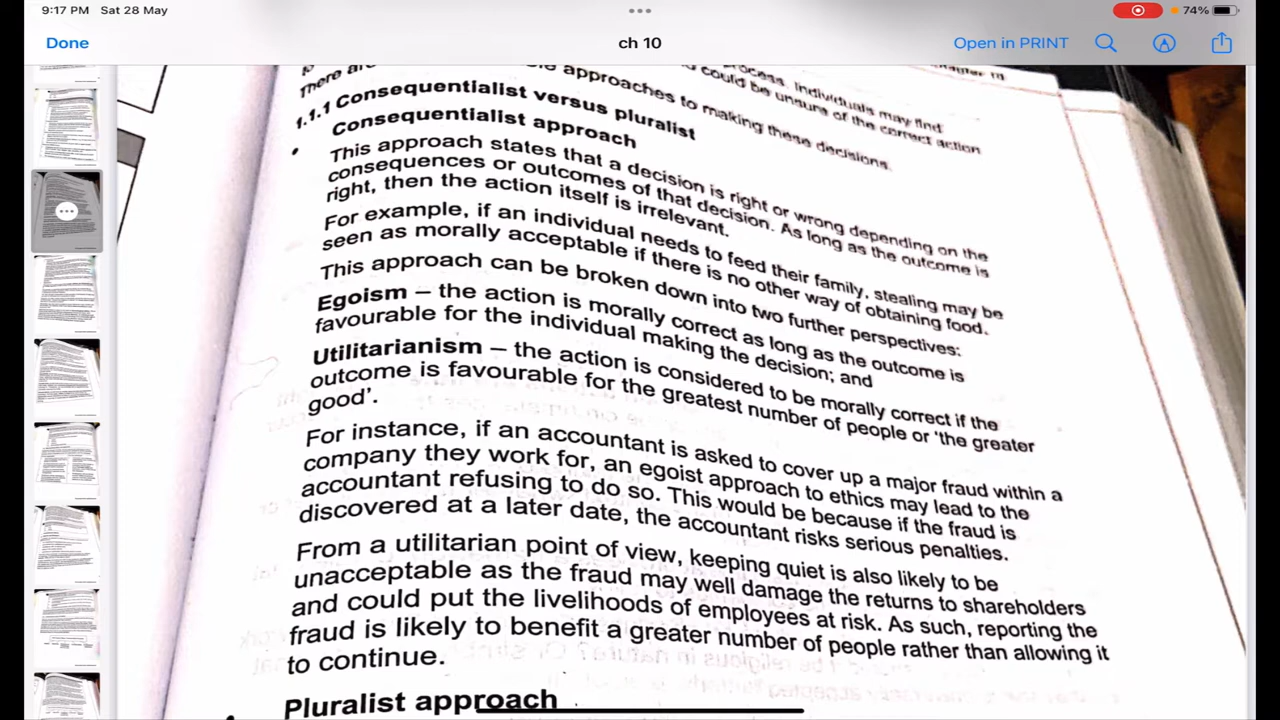 9:17 PM Sat 28 May
74%
Done
ch 10
Open in PRINT
process. Individuals may find
could be unsure of the correct action
There are approaches to making these decisions.
1.1.1 Consequentialist versus pluralist
• Consequentialist approach
This approach states that a decision is right or wrong depending on the
consequences or outcomes of that decision. As long as the outcome is
right, then the action itself is irrelevant.
For example, if an individual needs to feed their family, stealing may be
seen as morally acceptable if there is no other way of obtaining food.
This approach can be broken down into two further perspectives:
Egoism – the action is morally correct as long as the outcome is
favourable for the individual making the decision; and
Utilitarianism – the action is considered to be morally correct if the
outcome is favourable for the greatest number of people or 'the greater
good'.
For instance, if an accountant is asked to cover up a major fraud within a
company they work for, an egoist approach to ethics may lead to the
accountant refusing to do so. This would be because if the fraud is
discovered at a later date, the accountant risks serious penalties.
From a utilitarian point of view, keeping quiet is also likely to be
unacceptable as the fraud may well damage the returns to shareholders
and could put the livelihoods of employees at risk. As such, reporting the
fraud is likely to benefit a greater number of people rather than allowing it
to continue.
• Pluralist approach